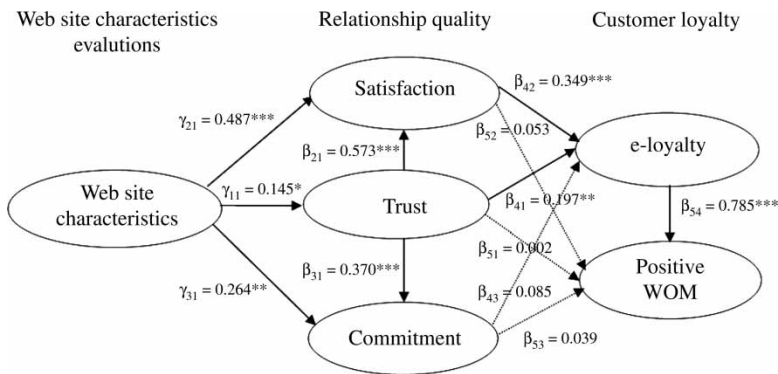 Web site characteristics
evalutions
Relationship quality
Customer loyalty
Satisfaction
β42 = 0.349***
γ21 = 0.487***
β52 = 0.053
β21 = 0.573***
e-loyalty
Web site
characteristics
γ11 = 0.145*
Trust
β41 = 0.197**
β54 = 0.785***
β51 = 0.002
β31 = 0.370***
γ31 = 0.264**
β43 = 0.085
Positive
WOM
Commitment
β53 = 0.039